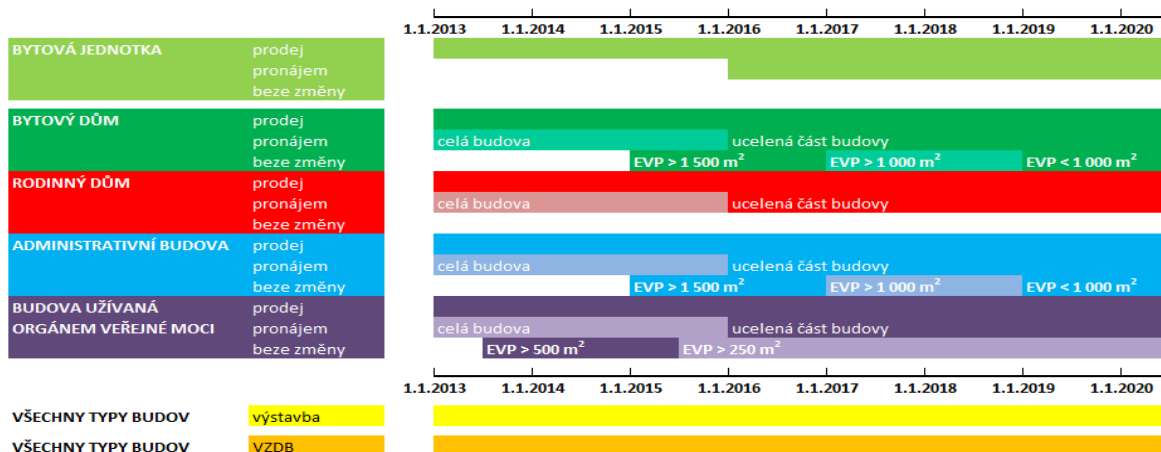 1.1.2013 1.1.2014 1.1.2015 1.1.2016 1.1.2017 1.1.2018 1.1.2019 1.1.2020
BYTOVÁ JEDNOTKA prodej
pronájem
beze změny
BYTOVÝ DŮM prodej
pronájem celá budova ucelená část budovy
beze změny EVP > 1 500 m² EVP > 1 000 m² EVP < 1 000 m²
RODINNÝ DŮM prodej
pronájem celá budova ucelená část budovy
beze změny
ADMINISTRATIVNÍ BUDOVA prodej
pronájem celá budova ucelená část budovy
beze změny EVP > 1 500 m² EVP > 1 000 m² EVP < 1 000 m²
BUDOVA UŽÍVANÁ prodej
ORGÁNEM VEŘEJNÉ MOCI pronájem celá budova ucelená část budovy
beze změny EVP > 500 m² EVP > 250 m²
1.1.2013 1.1.2014 1.1.2015 1.1.2016 1.1.2017 1.1.2018 1.1.2019 1.1.2020
VŠECHNY TYPY BUDOV výstavba
VŠECHNY TYPY BUDOV VZDB